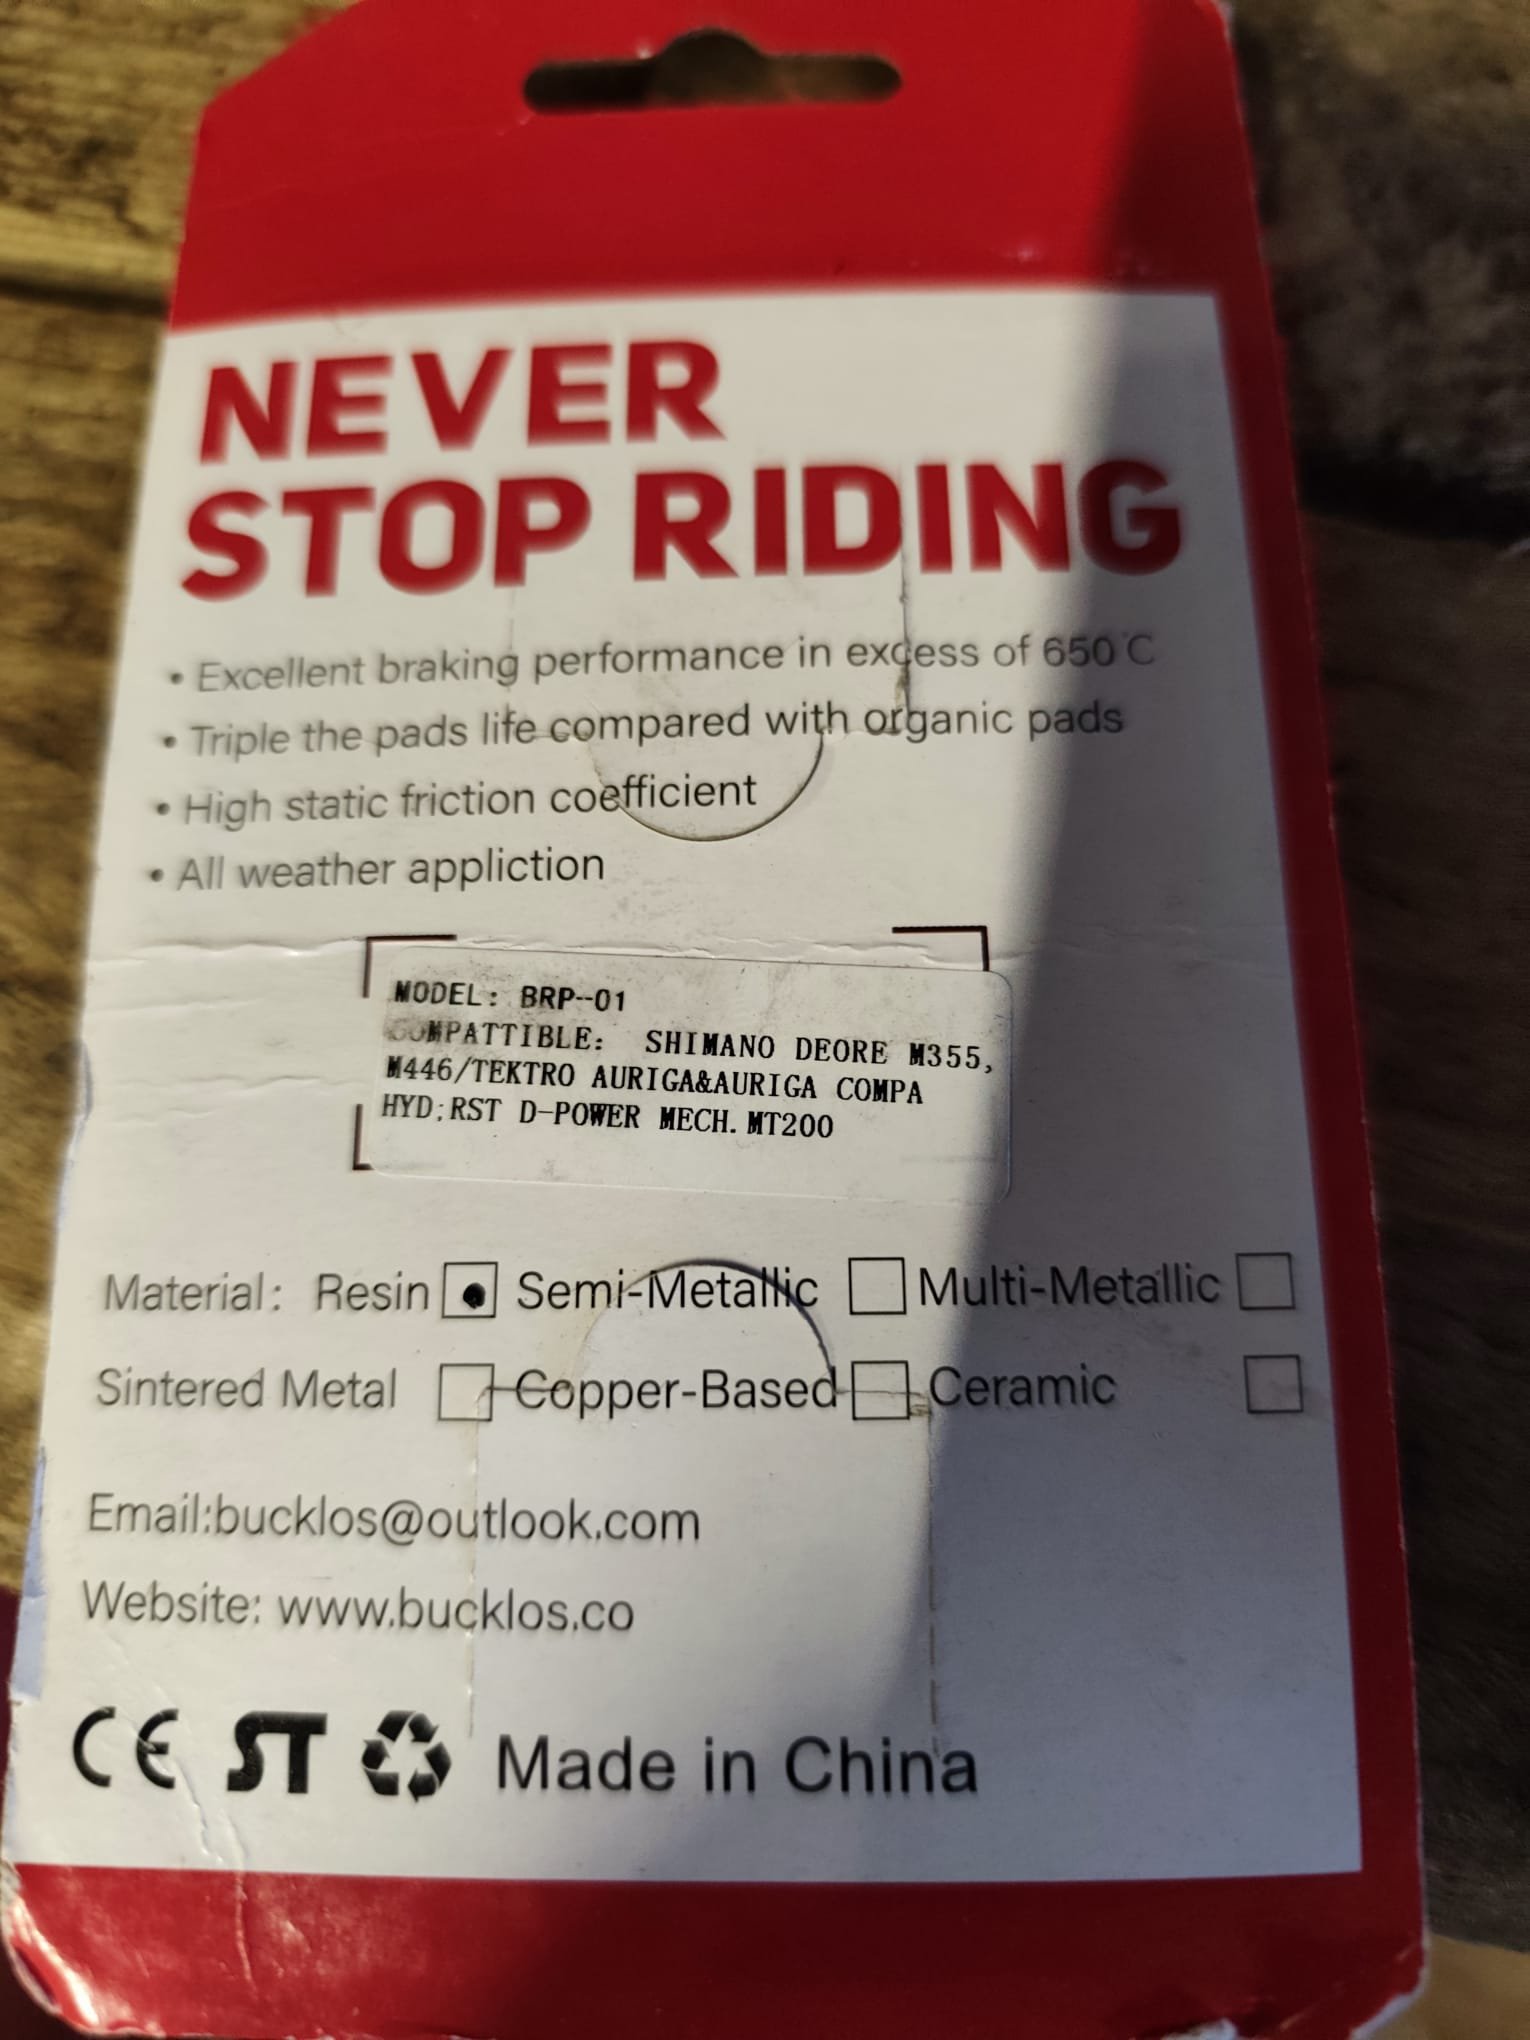 NEVER
STOP RIDING
• Excellent braking performance in excess of 650℃
• Triple the pads life compared with organic pads
• High static friction coefficient
• All weather appliction
MODEL: BRP-01
COMPATTIBLE: SHIMANO DEORE M355,
M446/TEKTRO AURIGA&AURIGA COMPA
HYD;RST D-POWER MECH. MT200
Material: Resin Semi-Metallic Multi-Metallic
Sintered Metal Copper-Based Ceramic
Email:bucklos@outlook.com
Website: www.bucklos.co
CE ST Made in China